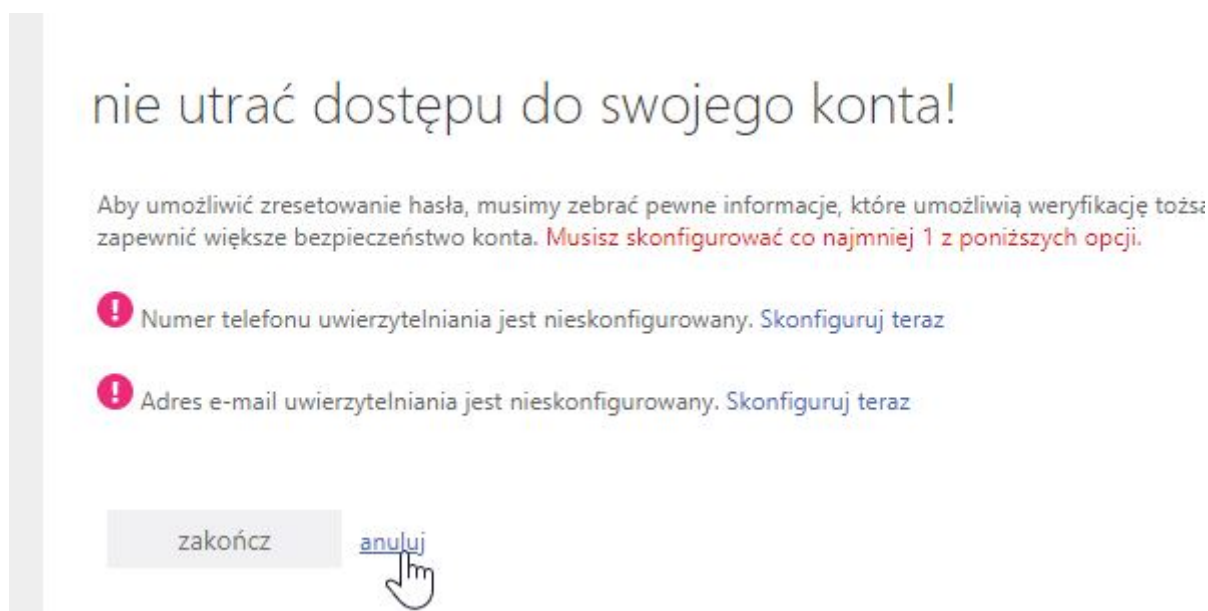 nie utrać dostępu do swojego konta!
Aby umożliwić zresetowanie hasła, musimy zebrać pewne informacje, które umożliwią weryfikację
zapewnić większe bezpieczeństwo konta. Musisz skonfigurować co najmniej 1 z poniższych opcji.
Numer telefonu uwierzytelniania jest nieskonfigurowany. Skonfiguruj teraz
Adres e-mail uwierzytelniania jest nieskonfigurowany. Skonfiguruj teraz
zakończ anuluj